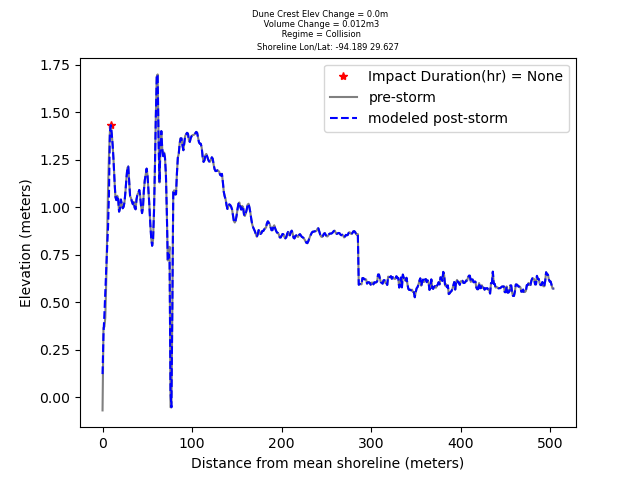 Dune Crest Elev Change = 0.0m
Volume Change = 0.012m3
Regime = Collision
Shoreline Lon/Lat: -94.189 29.627
Impact Duration(hr) = None
pre-storm
modeled post-storm
Elevation (meters)
1.75
1.50
1.25
1.00
0.75
0.50
0.25
0.00
0 100 200 300 400 500
Distance from mean shoreline (meters)